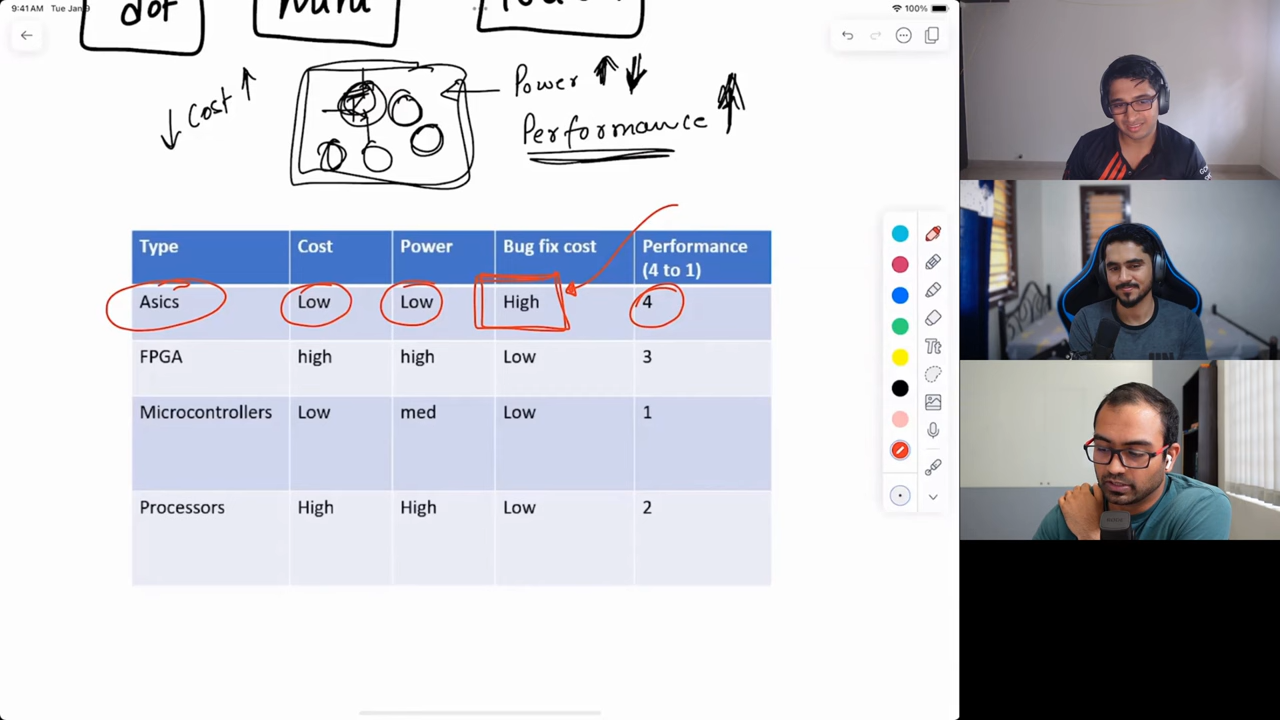 9:41 AM Tue Jan 9
100%
dof
Cost
Power
Performance
Type Cost Power Bug fix cost Performance
(4 to 1)
Asics Low Low High 4
FPGA high high Low 3
Microcontrollers Low med Low 1
Processors High High Low 2
Tt